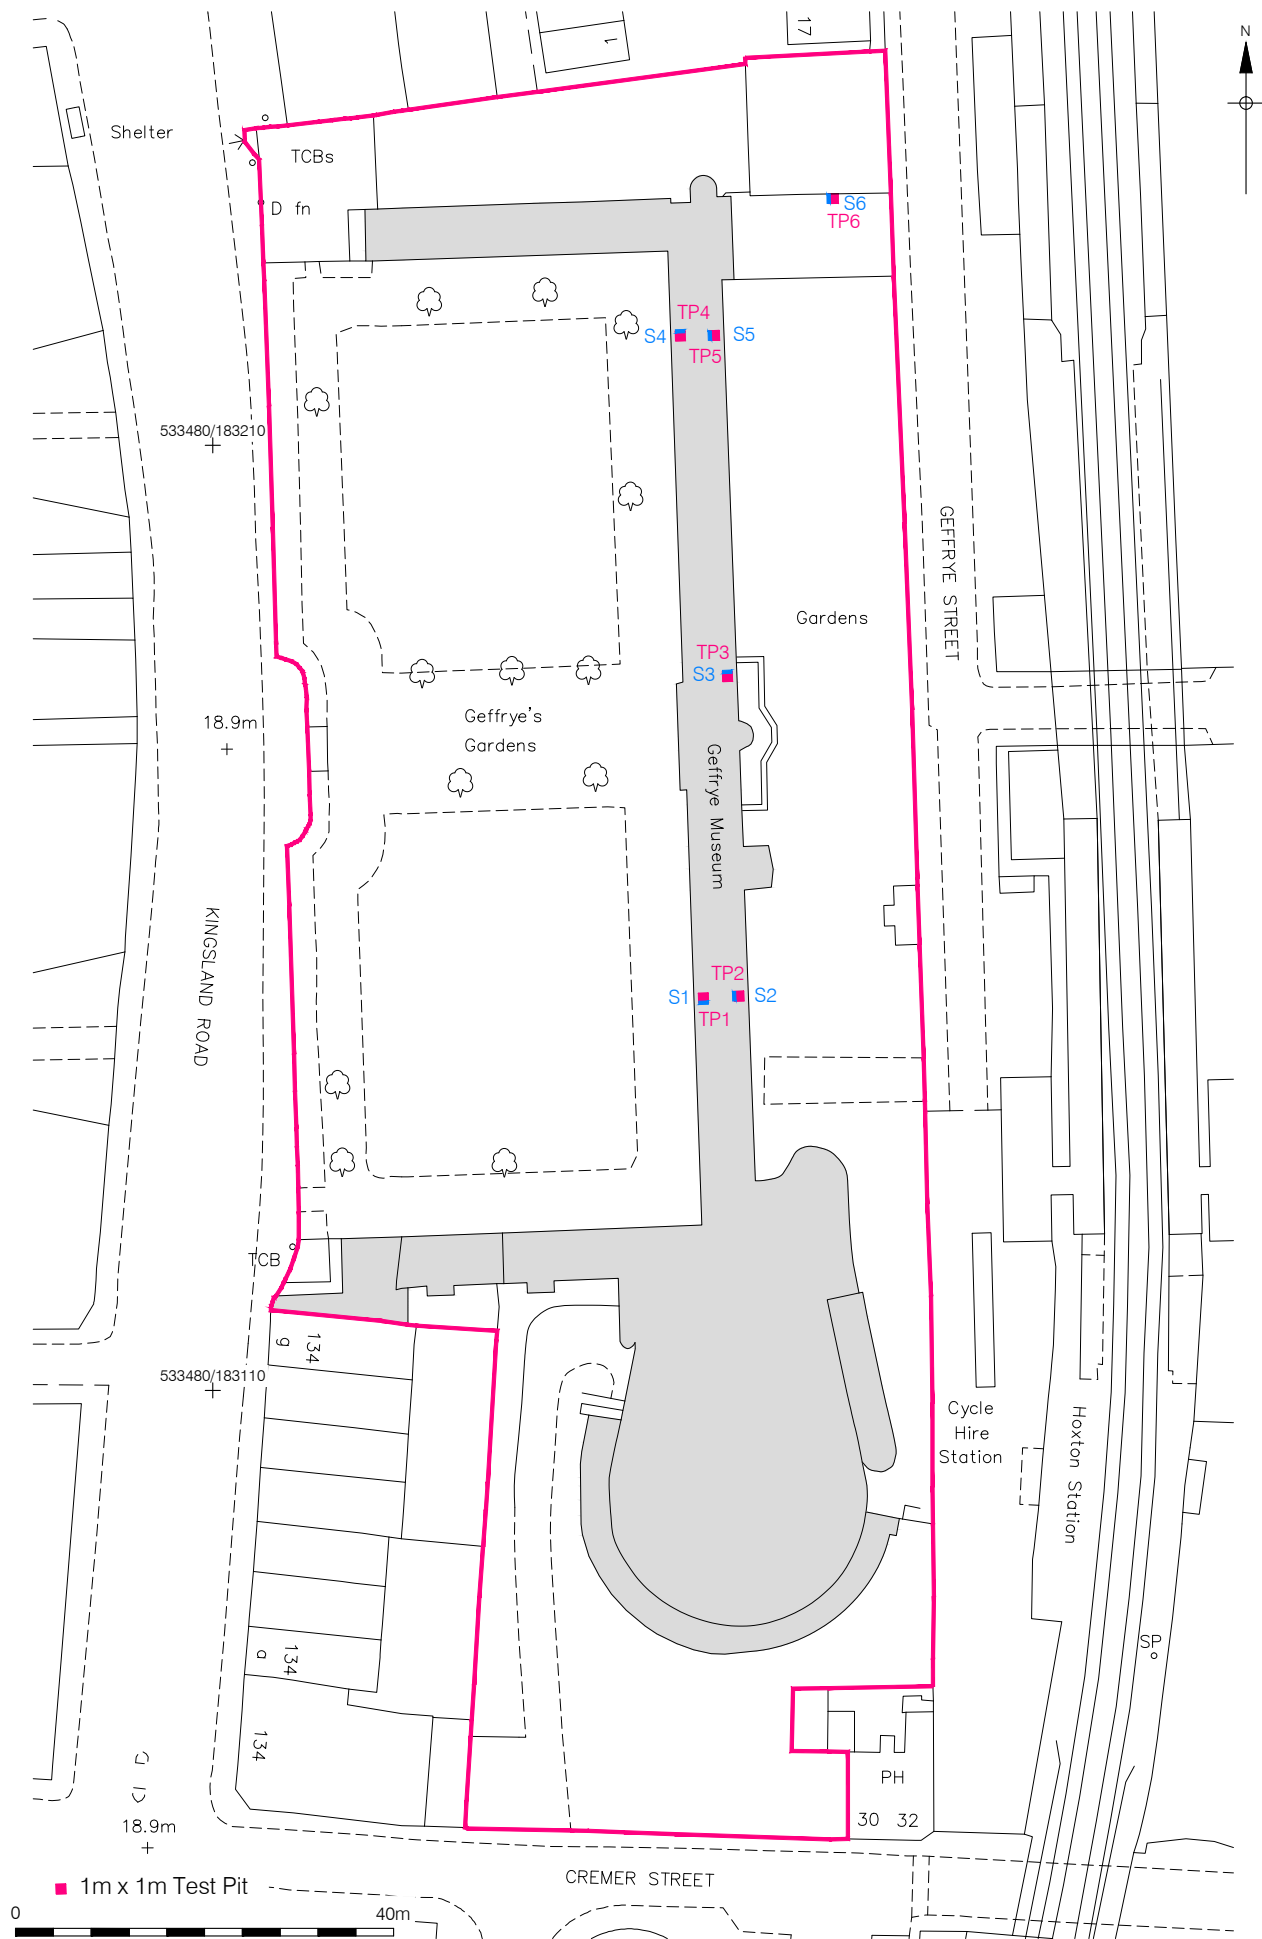 17
1
N
Shelter
TCBs
D fn
S6
TP6
TP4
S4
S5
TP5
533480/183210
GEFFRYE STREET
Gardens
TP3
S3
Geffrye's
Gardens
18.9m
Geffrye Museum
KINGSLAND ROAD
TP2
S1
S2
TP1
TCB
134
g
533480/183110
Cycle
Hire
Station
Hoxton Station
SP
134
a
134
PH
30 32
18.9m
CREMER STREET
1m x 1m Test Pit
0
40m